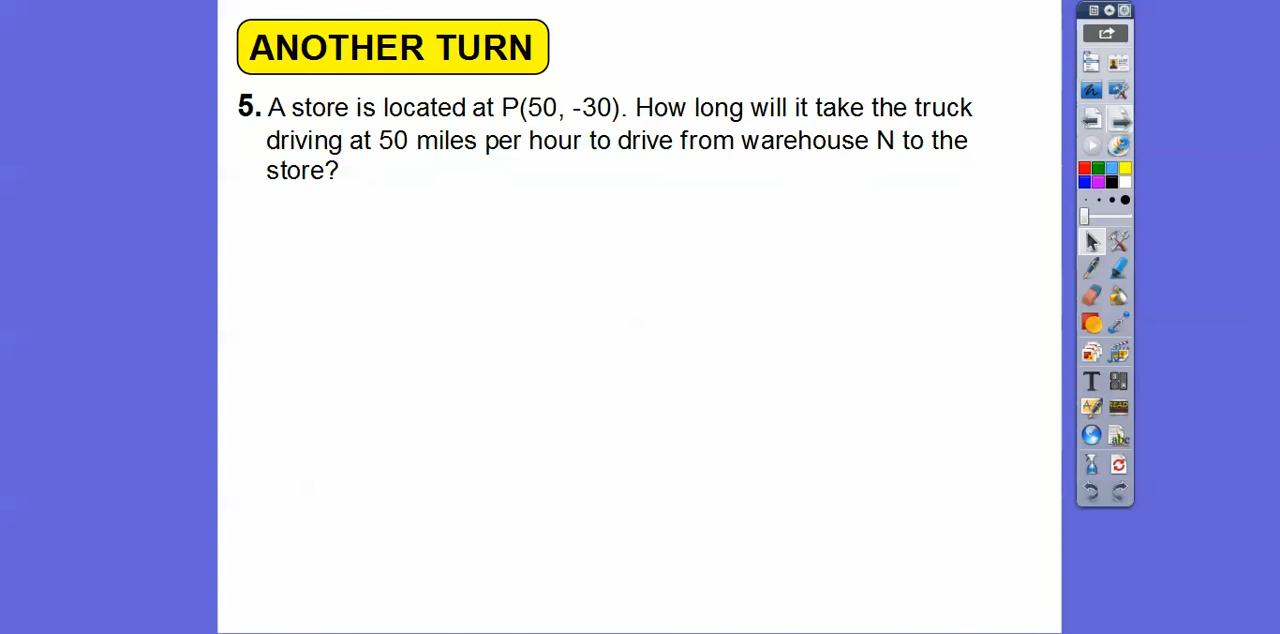 ANOTHER TURN
5. A store is located at P(50, -30). How long will it take the truck
driving at 50 miles per hour to drive from warehouse N to the
store?